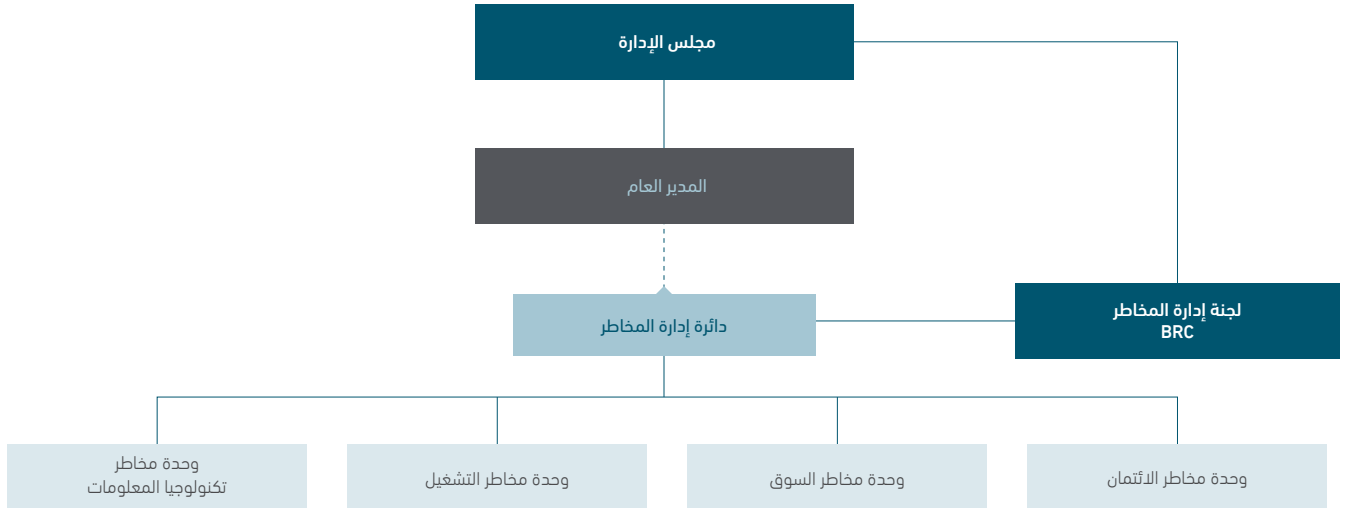 مجلس الإدارة
المدير العام
دائرة إدارة المخاطر
لجنة إدارة المخاطر
BRC
وحدة مخاطر الائتمان
وحدة مخاطر السوق
وحدة مخاطر التشغيل
وحدة مخاطر
تكنولوجيا المعلومات